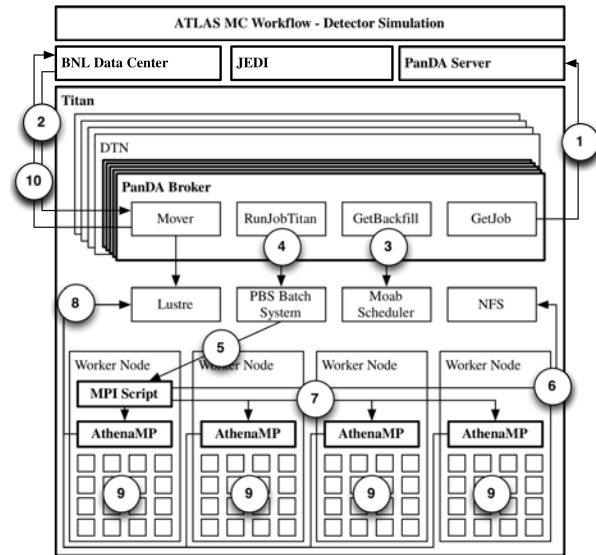 ATLAS MC Workflow - Detector Simulation
BNL Data Center
JEDI
PanDA Server
Titan
2
1
DTN
10
PanDA Broker
Mover
RunJobTitan
GetBackfill
GetJob
4
3
8
Lustre
PBS Batch
System
Moab
Scheduler
NFS
5
Worker Node
Worker Node
Worker Node
Worker Node
6
MPI Script
7
AthenaMP
AthenaMP
AthenaMP
AthenaMP
9
9
9
9